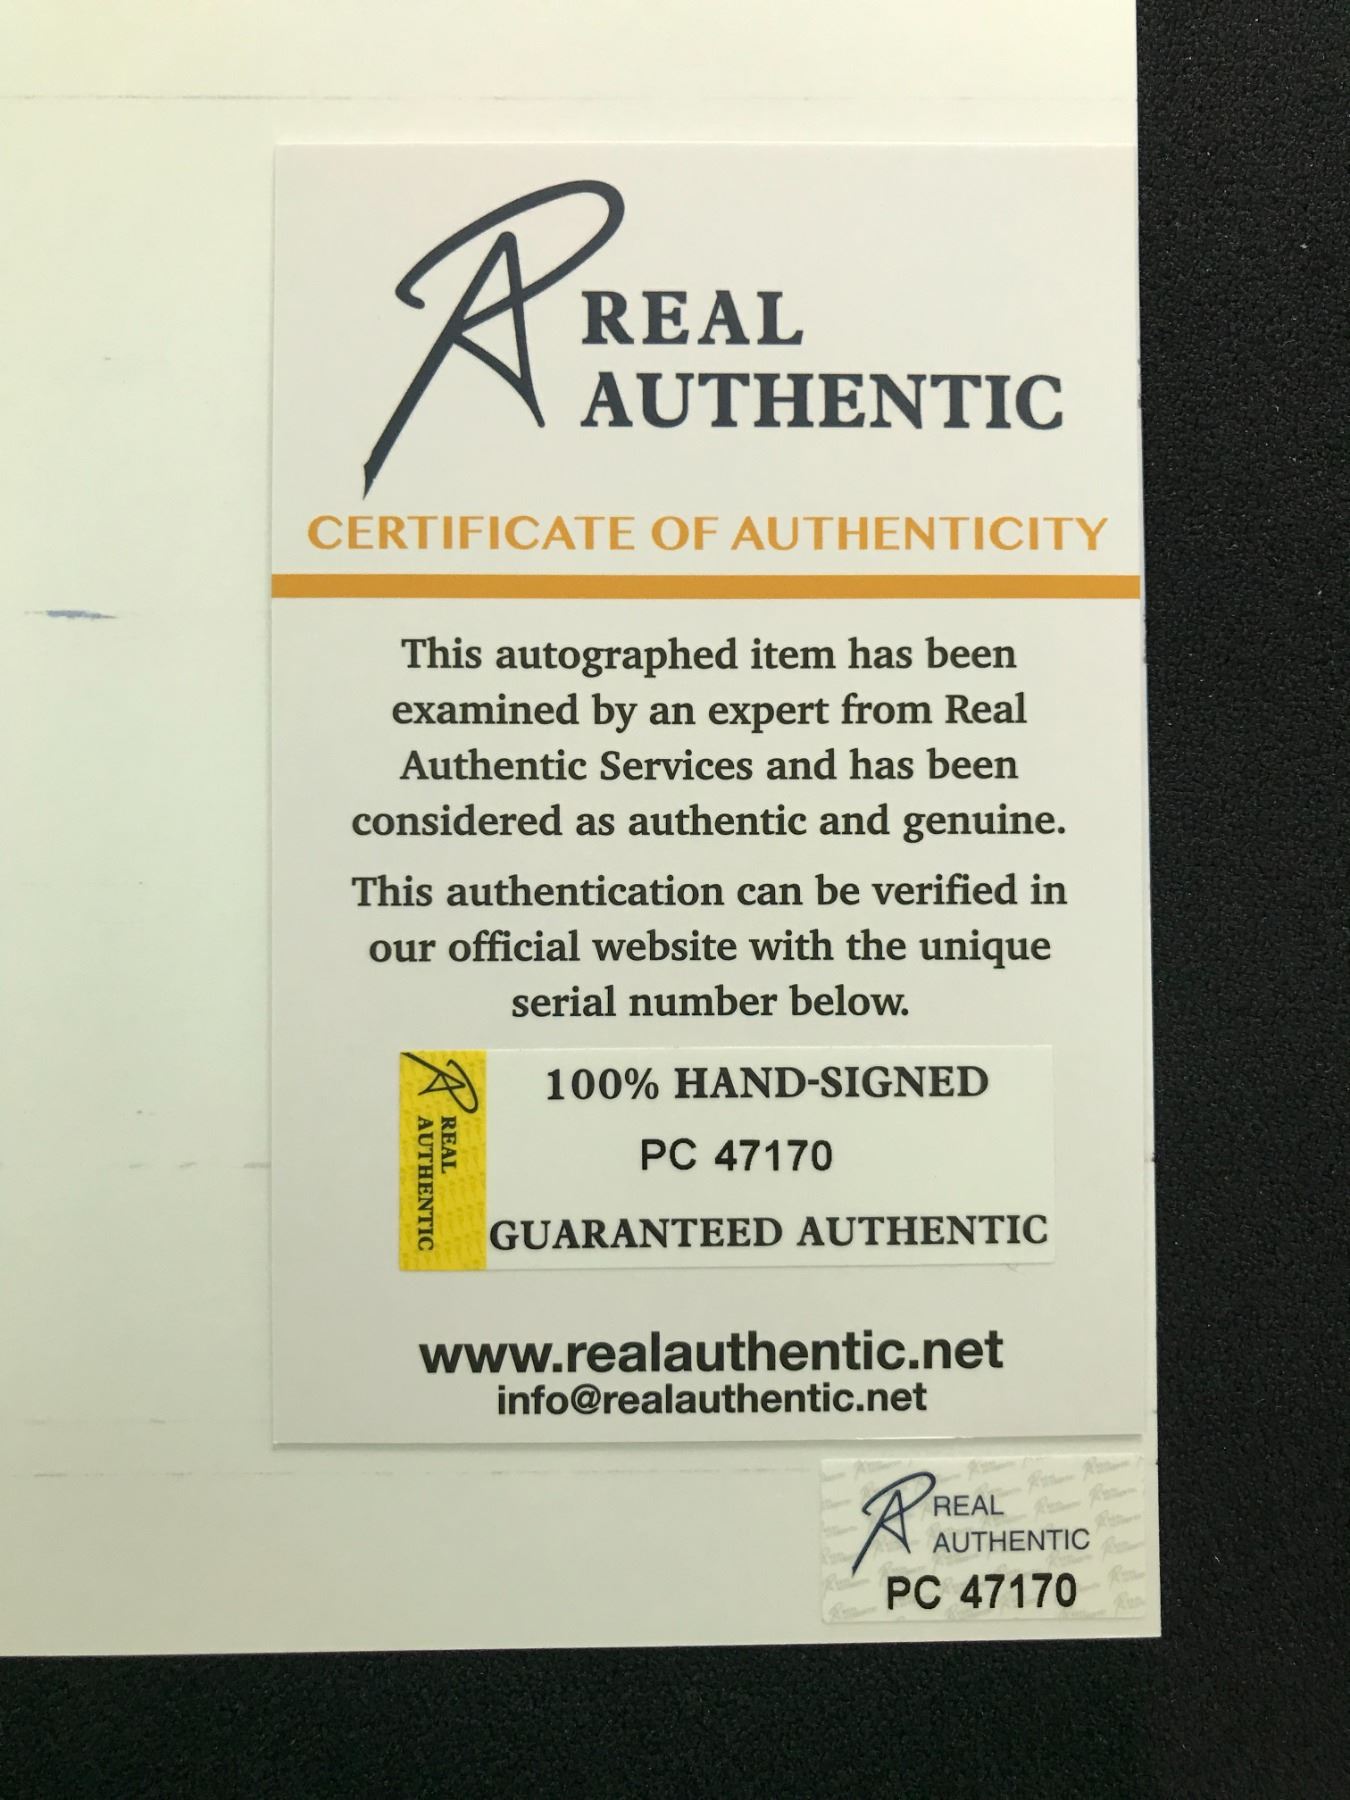 REAL
AUTHENTIC
CERTIFICATE OF AUTHENTICITY
This autographed item has been
examined by an expert from Real
Authentic Services and has been
considered as authentic and genuine.
This authentication can be verified in
our official website with the unique
serial number below.
REAL
AUTHENTIC
100% HAND-SIGNED
PC 47170
GUARANTEED AUTHENTIC
www.realauthentic.net
info@realauthentic.net
REAL
AUTHENTIC
PC 47170